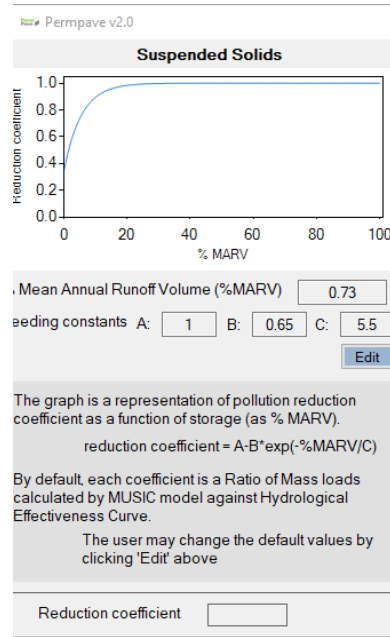 Permpave v2.0
Suspended Solids
Reduction coefficient
1.0
0.8
0.6
0.4
0.2
0.0
0 20 40 60 80 100
% MARV
Mean Annual Runoff Volume (%MARV) 0.73
eeding constants A: 1 B: 0.65 C: 5.5
Edit
The graph is a representation of pollution reduction
coefficient as a function of storage (as % MARV).
reduction coefficient = A-B*exp(-%MARV/C)
By default, each coefficient is a Ratio of Mass loads
calculated by MUSIC model against Hydrological
Effectiveness Curve.
The user may change the default values by
clicking 'Edit' above
Reduction coefficient